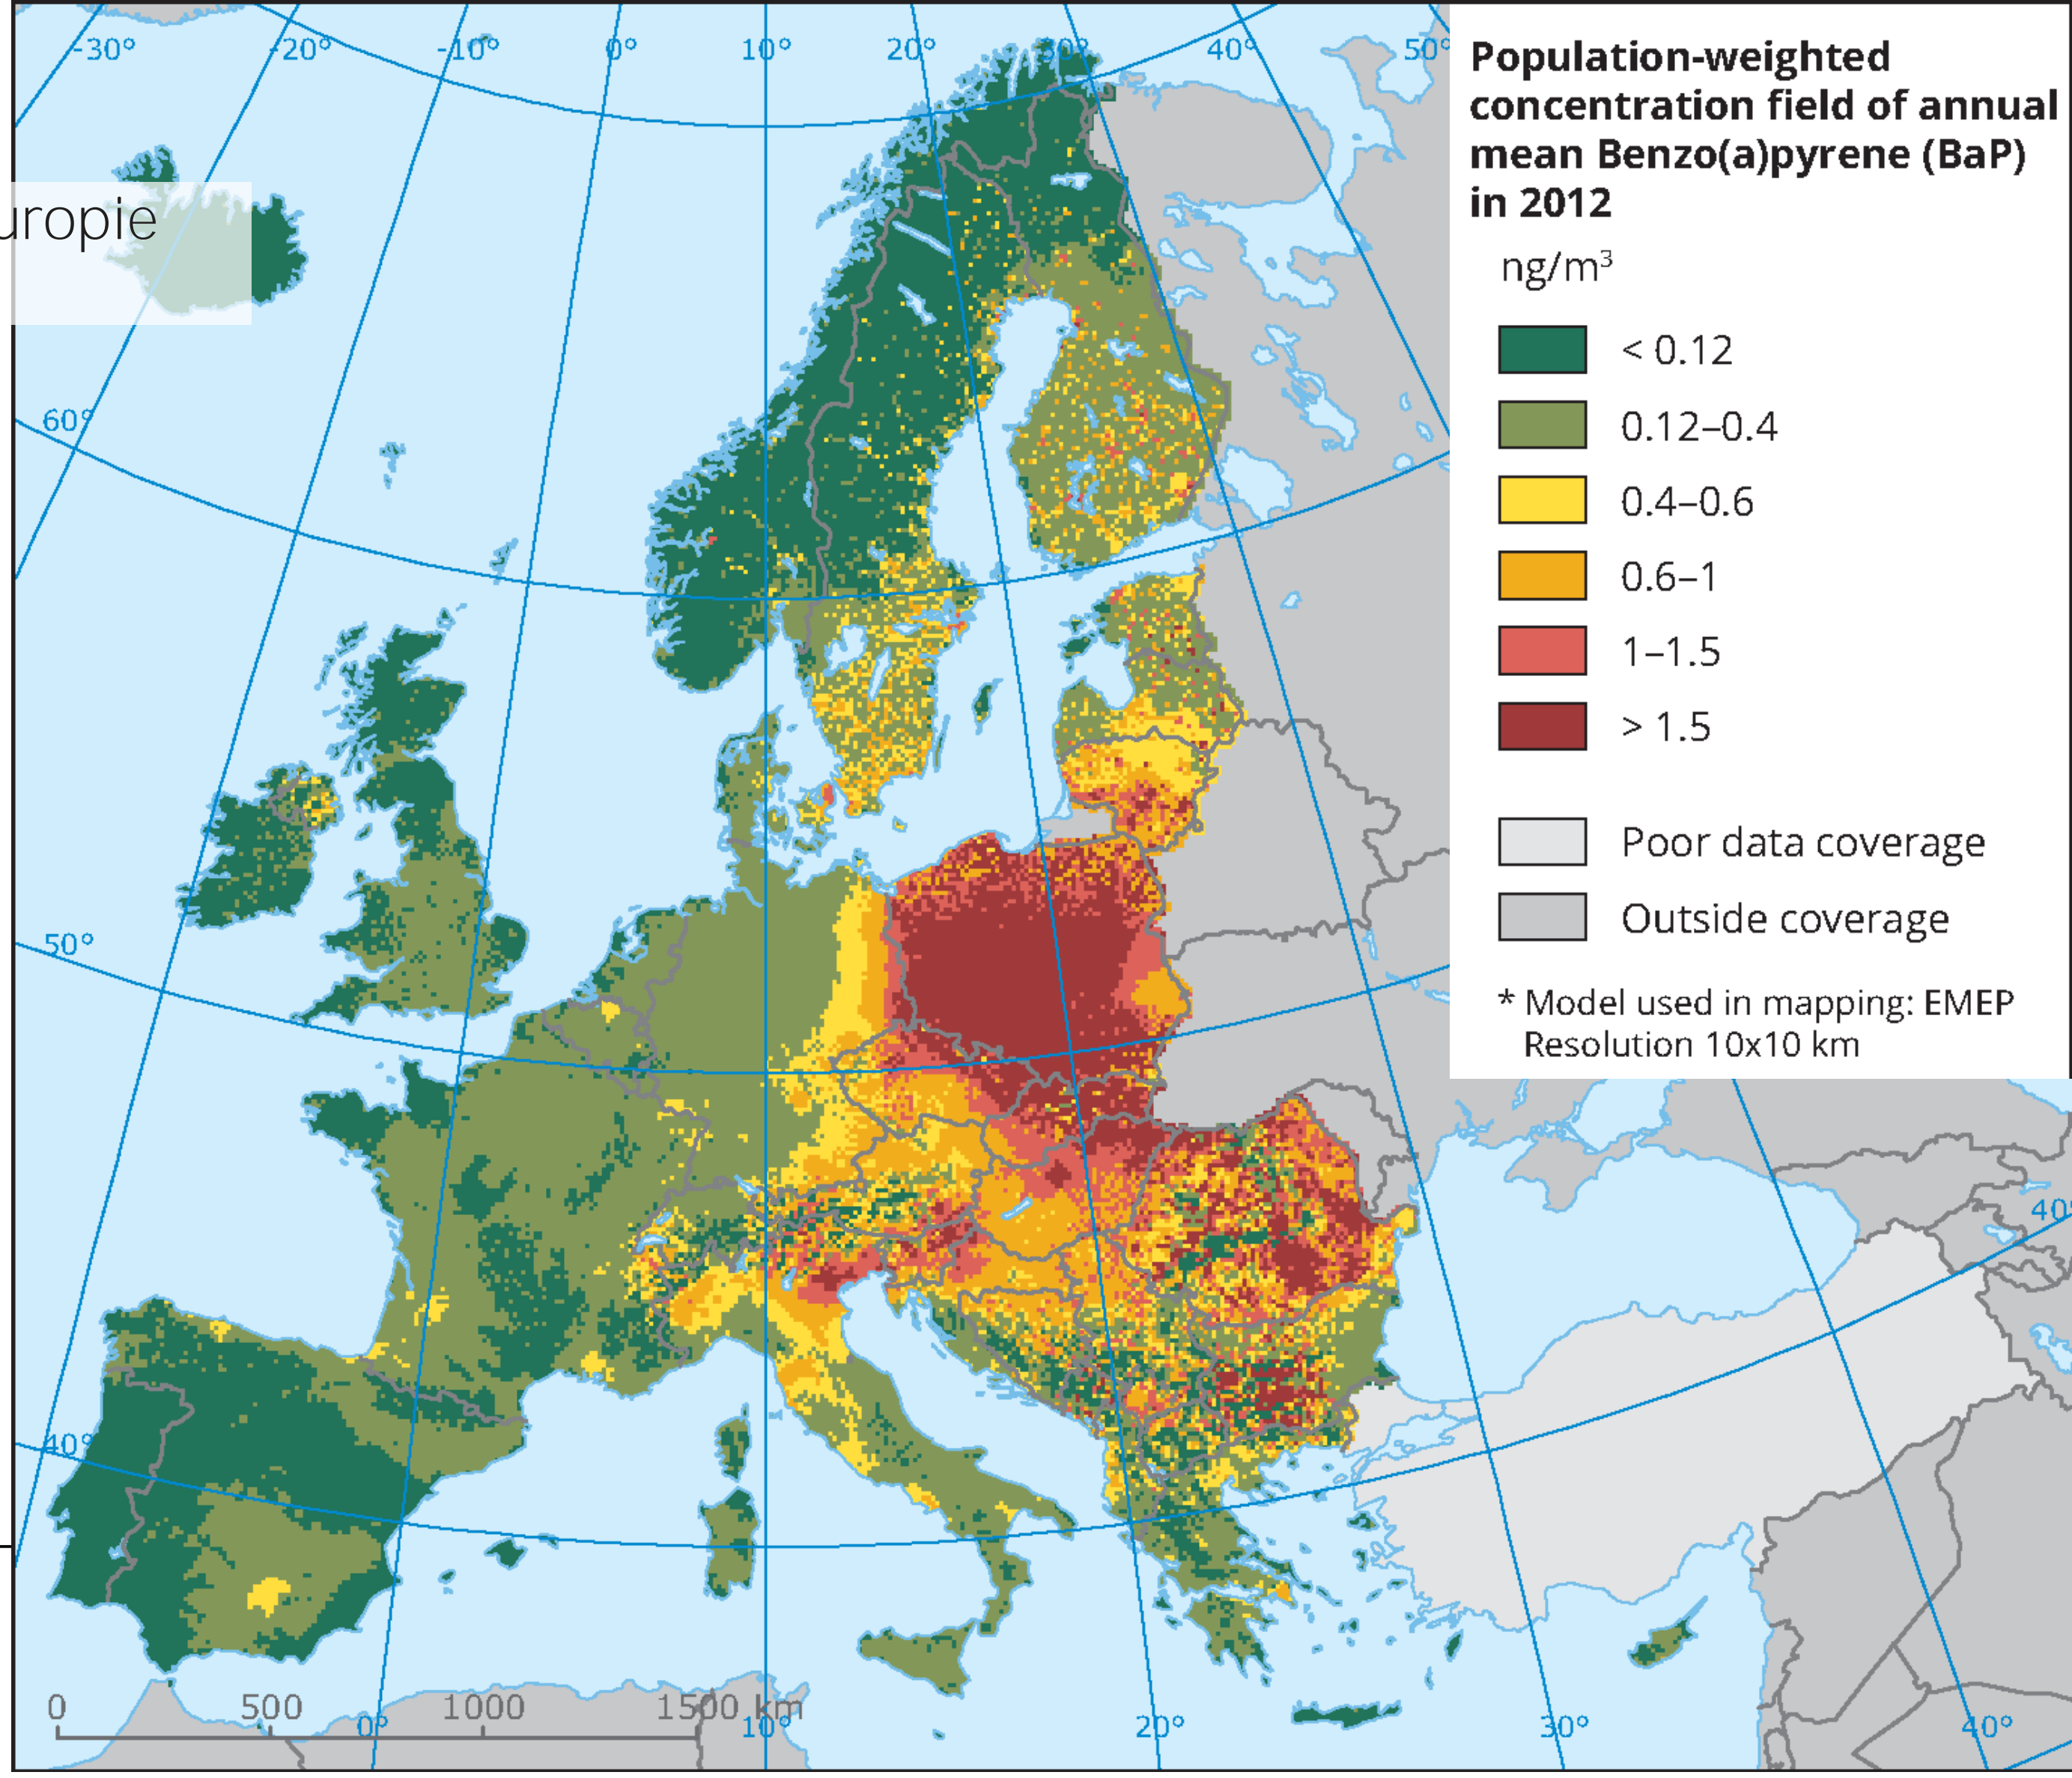 -30°
-20°
-10°
0°
10°
20°
30°
40°
50°
Population-weighted
concentration field of annual
mean Benzo(a)pyrene (BaP)
in 2012
uropie
ng/m³
< 0.12
0.12–0.4
60°
0.4–0.6
0.6–1
1–1.5
> 1.5
Poor data coverage
Outside coverage
50°
* Model used in mapping: EMEP
Resolution 10x10 km
40°
40°
0
500
1000
1500 km
0°
10°
20°
30°
40°